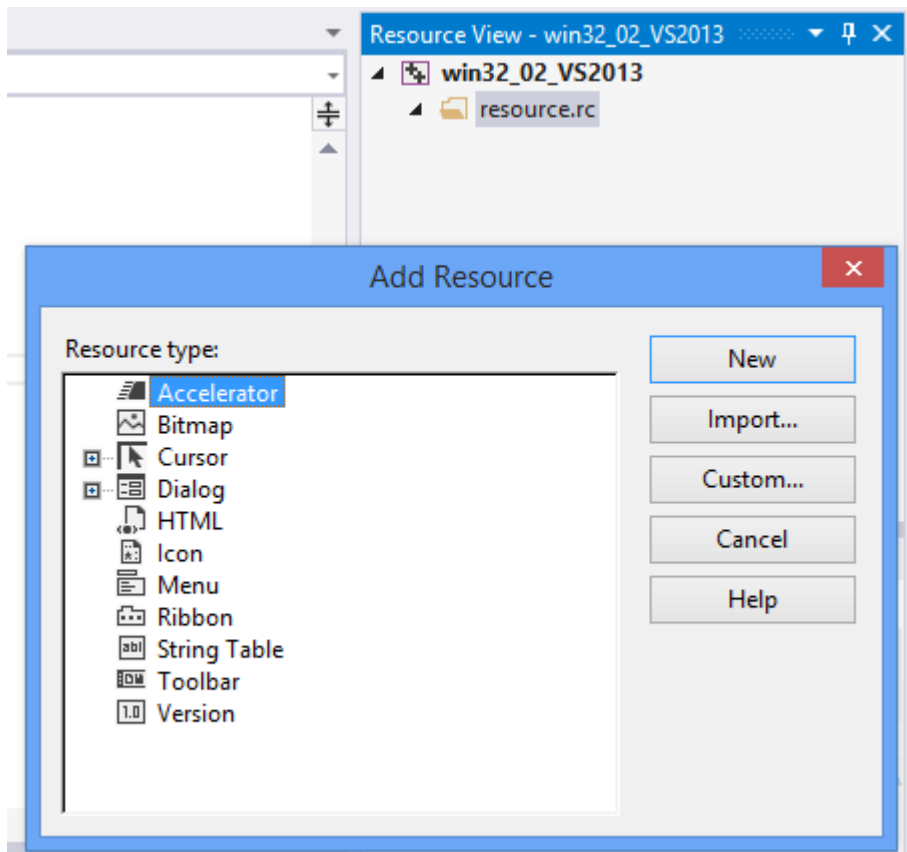 Resource View - win32_02_VS2013
win32_02_VS2013
resource.rc
Add Resource
Resource type:
Accelerator
Bitmap
Cursor
Dialog
HTML
Icon
Menu
Ribbon
String Table
Toolbar
Version
New
Import...
Custom...
Cancel
Help